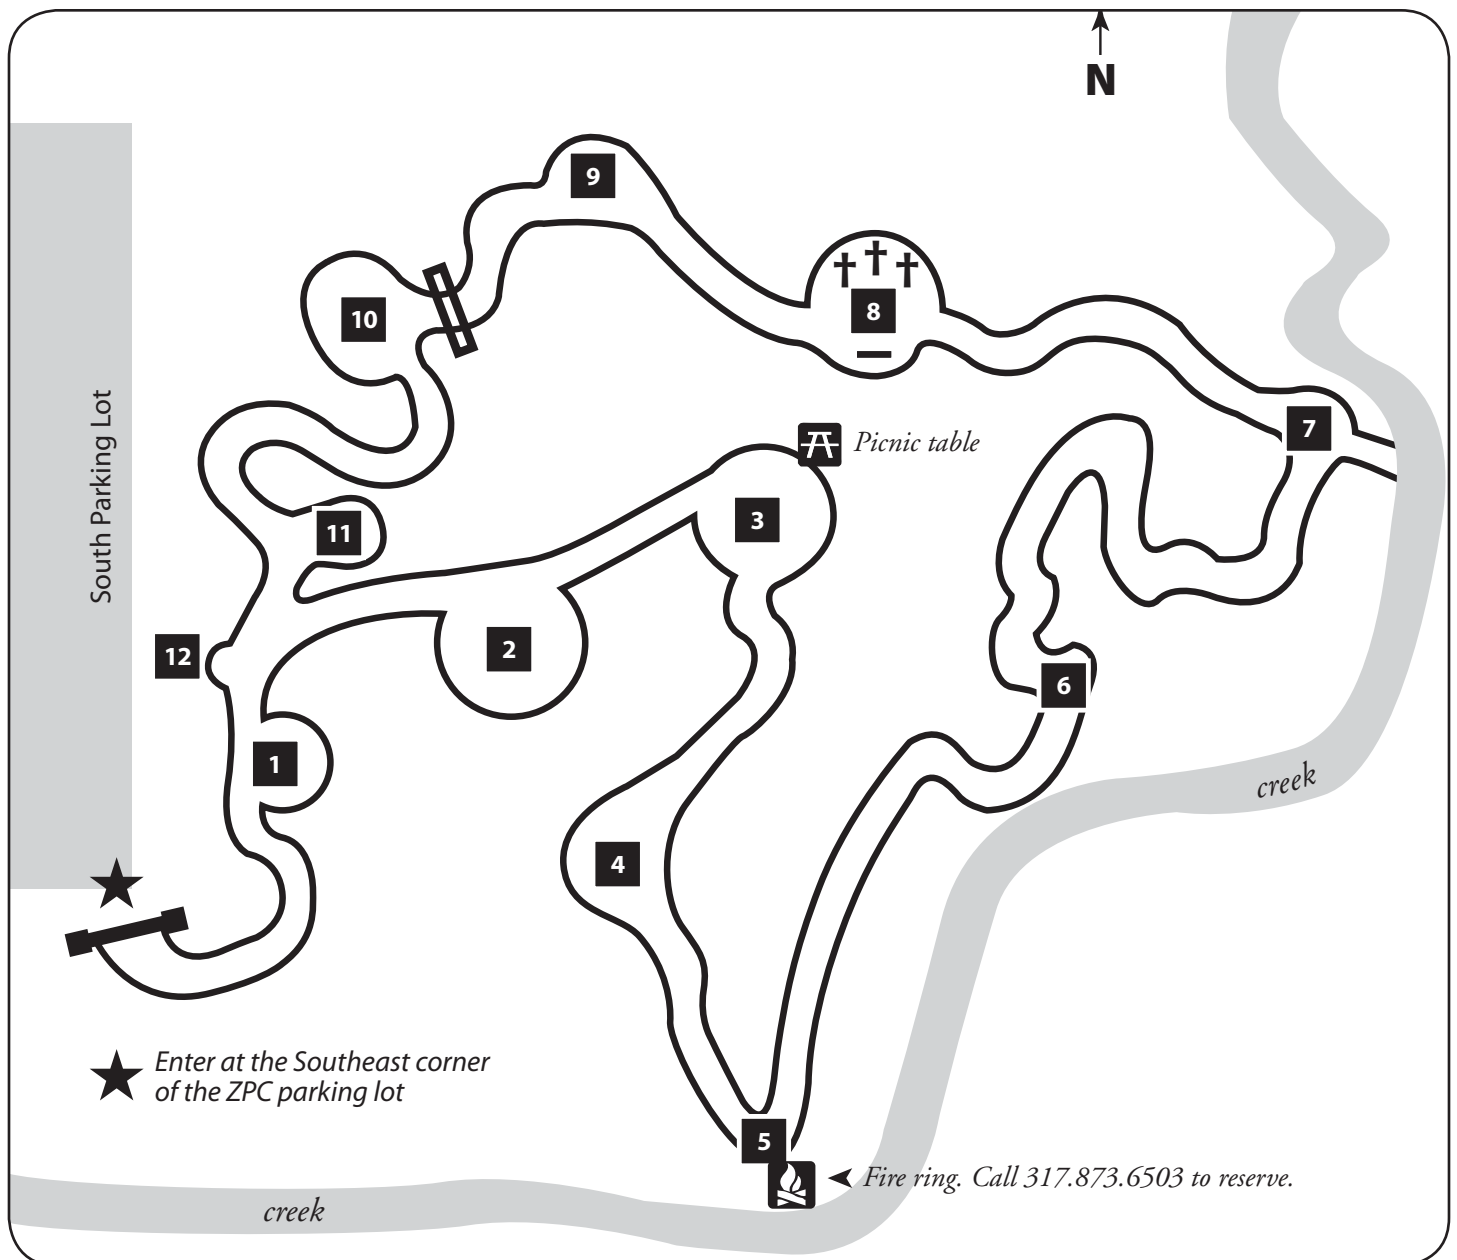 N
9
8
10
7
Picnic table
South Parking Lot
3
11
2
12
6
1
creek
4
Enter at the Southeast corner
of the ZPC parking lot
5
Fire ring. Call 317.873.6503 to reserve.
creek